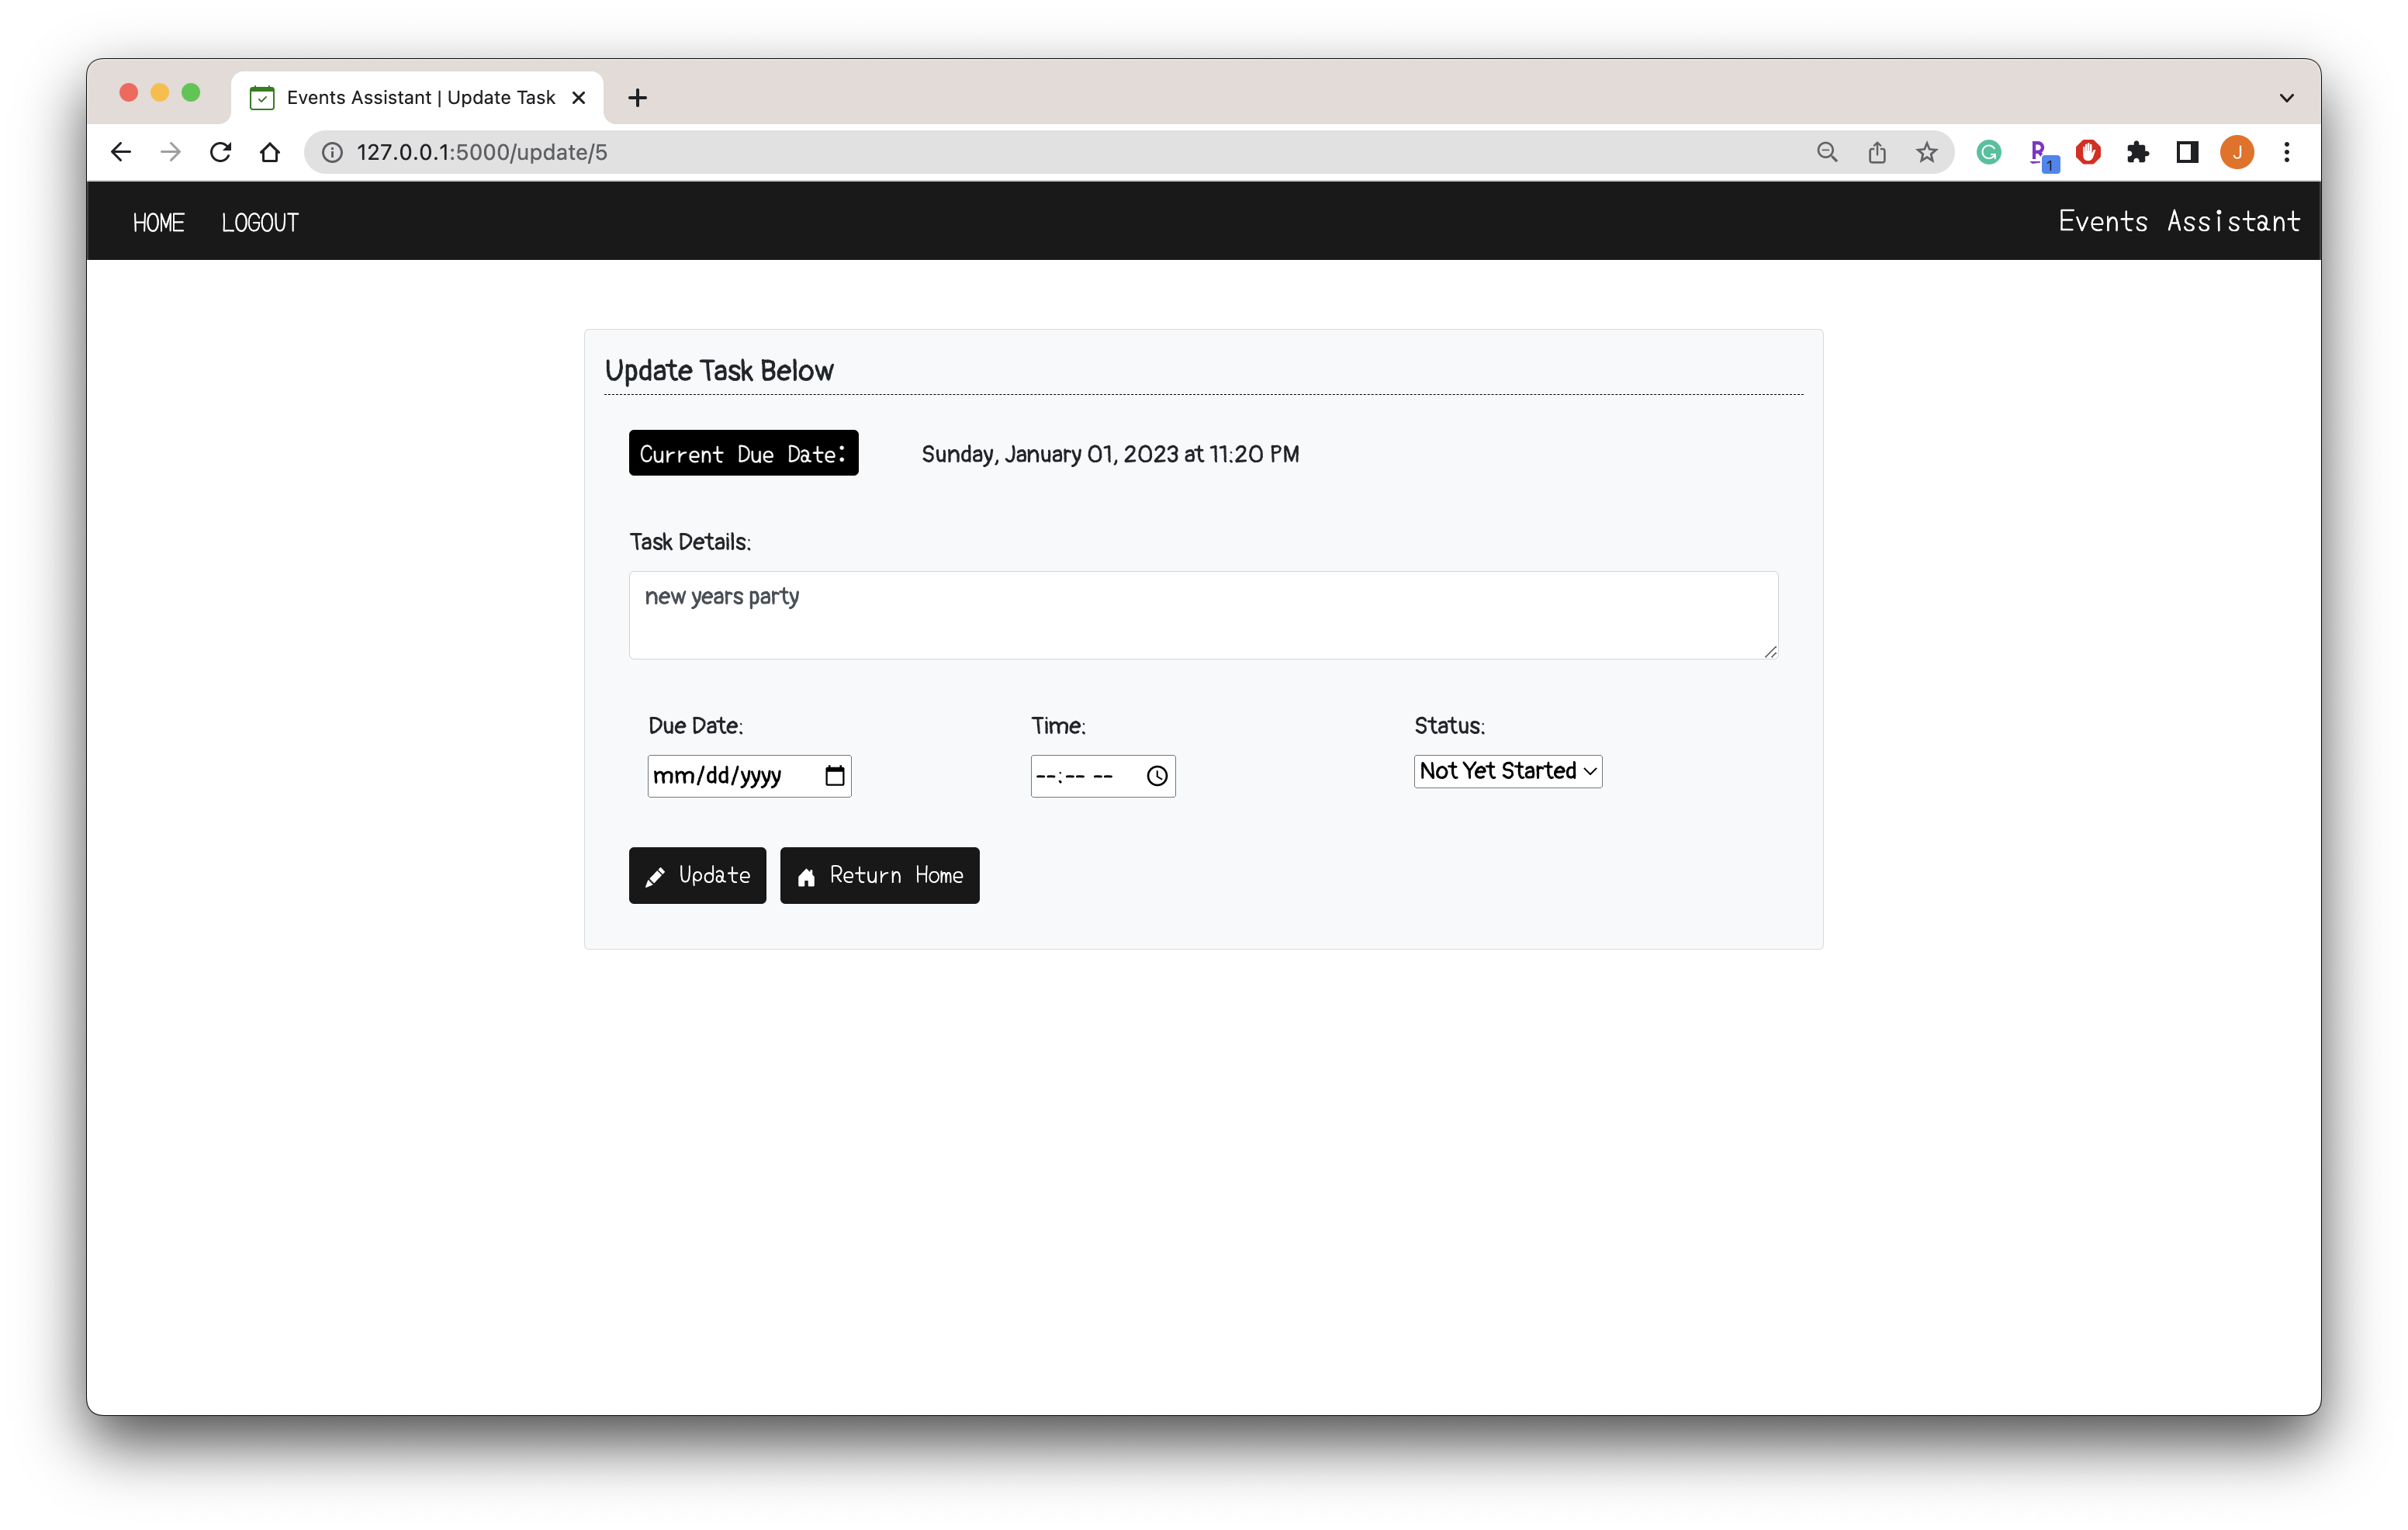 Events Assistant | Update Task
127.0.0.1:5000/update/5
1
J
HOME LOGOUT Events Assistant
Update Task Below
Current Due Date: Sunday, January 01, 2023 at 11:20 PM
Task Details:
new years party
Due Date: Time: Status:
mm/dd/yyyy --:-- -- Not Yet Started
Update Return Home